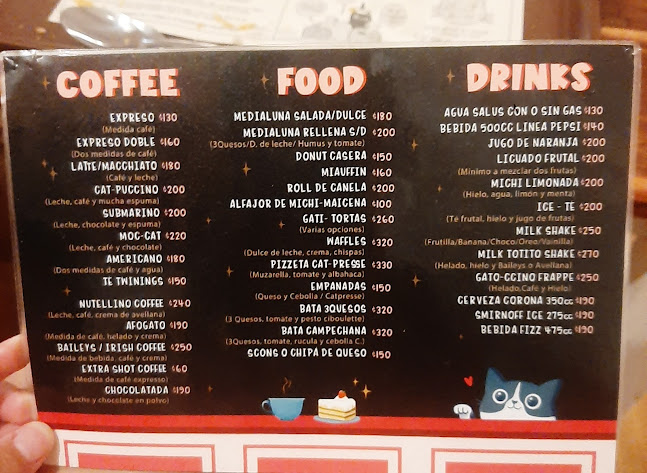 COFFEE
EXPRESO $130
(Medida café)
EXPRESO DOBLE $160
(Dos medidas de café)
LATTE/MACCHIATO $180
(Café y leche)
CAT-PUCCINO $200
(Leche, café y mucha espuma)
SUBMARINO $200
(Leche, chocolate y espuma)
MOC-CAT $220
(Leche, café y chocolate)
AMERICANO $180
(Dos medidas de café y agua)
TE TWININGS $150
NUTELLINO COFFEE $240
(Leche, café, crema de avellana)
AFOGATO $190
(Medida de café, helado y crema)
BAILEYS / IRISH COFFEE $250
(Medida de bebida, café y crema)
EXTRA SHOT COFFEE $60
(Medida de café expreso)
CHOCOLATADA $190
(Leche y chocolate en polvo)
FOOD
MEDIALUNA SALADA/DULCE $180
MEDIALUNA RELLENA S/D $200
(3Quesos/D. de leche/ Humus y tomate)
DONUT CASERA $150
MIAUFFIN $160
ROLL DE CANELA $200
ALFAJOR DE MICHI-MAICENA $100
GATI- TORTAS $260
(Varias opciones)
WAFFLES $320
(Dulce de leche, crema, chispas)
PIZZETA CAT-PRESSE $330
(Muzarella, tomate y albahaca)
EMPANADAS $150
(Queso y Cebolla / Catpresse)
BATA 3QUESOS $320
(3 Quesos, tomate y pesto ciboulette)
BATA CAMPECHANA $320
(3Quesos, tomate, rucula y cebolla C.)
SCONS O CHIPA DE QUESO $150
DRINKS
AGUA SALUS CON O SIN GAS $130
BEBIDA 500CC LINEA PEPSI $140
JUGO DE NARANJA $200
LICUADO FRUTAL $200
(Mínimo a mezclar dos frutas)
MICHI LIMONADA $200
(Hielo, agua, limón y menta)
ICE - TE $200
(Té frutal, hielo y jugo de frutas)
MILK SHAKE $250
(Frutilla/Banana/Choco/Oreo/Vainilla)
MILK TOTITO SHAKE $270
(Helado, hielo y Baileys o Avellana)
GATO-CCINO FRAPPE $250
(Helado,Café y Hielo)
CERVEZA CORONA 350cc $190
SMIRNOFF ICE 275cc $190
BEBIDA FIZZ 475cc $190